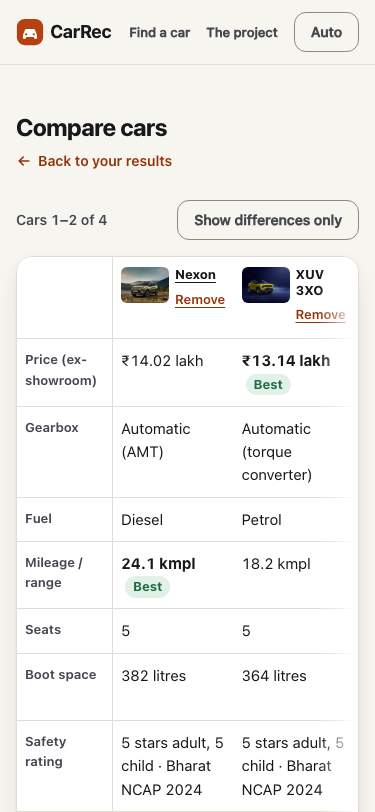 CarRec Find a car The project Auto
Compare cars
← Back to your results
Cars 1–2 of 4 Show differences only
Nexon
Remove
XUV
3XO
Remove
Price (ex-
showroom)
₹14.02 lakh
₹13.14 lakh
Best
Gearbox
Automatic
(AMT)
Automatic
(torque
converter)
Fuel
Diesel
Petrol
Mileage /
range
24.1 kmpl
Best
18.2 kmpl
Seats
5
5
Boot space
382 litres
364 litres
Safety
rating
5 stars adult, 5
child · Bharat
NCAP 2024
5 stars adult, 5
child · Bharat
NCAP 2024